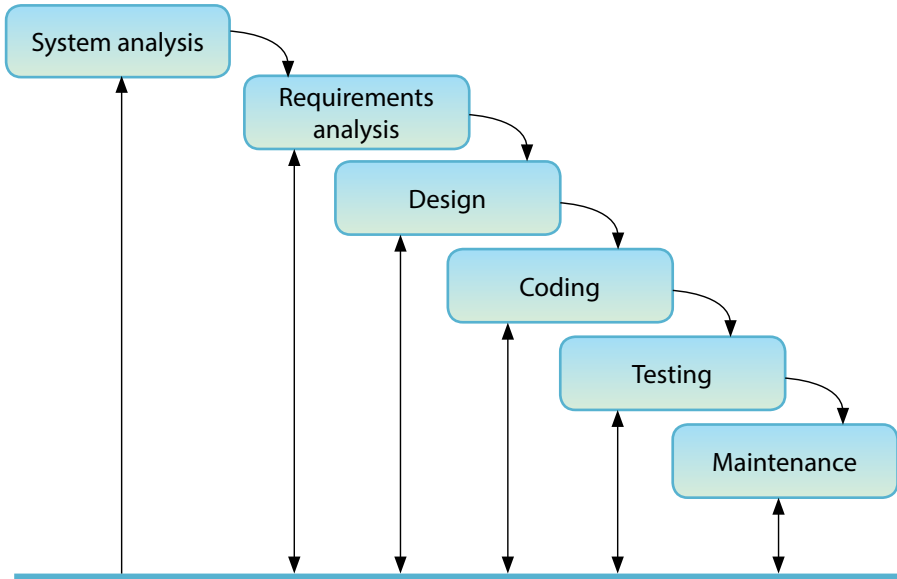 System analysis
Requirements
analysis
Design
Coding
Testing
Maintenance